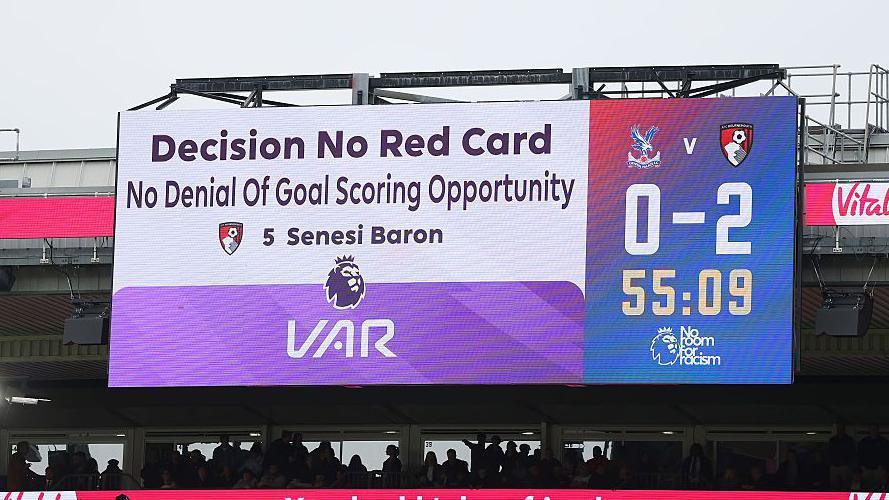 Decision No Red Card
No Denial Of Goal Scoring Opportunity
5 Senesi Baron
VAR
V
0-2
55:09
No
room
for
racism
Vital